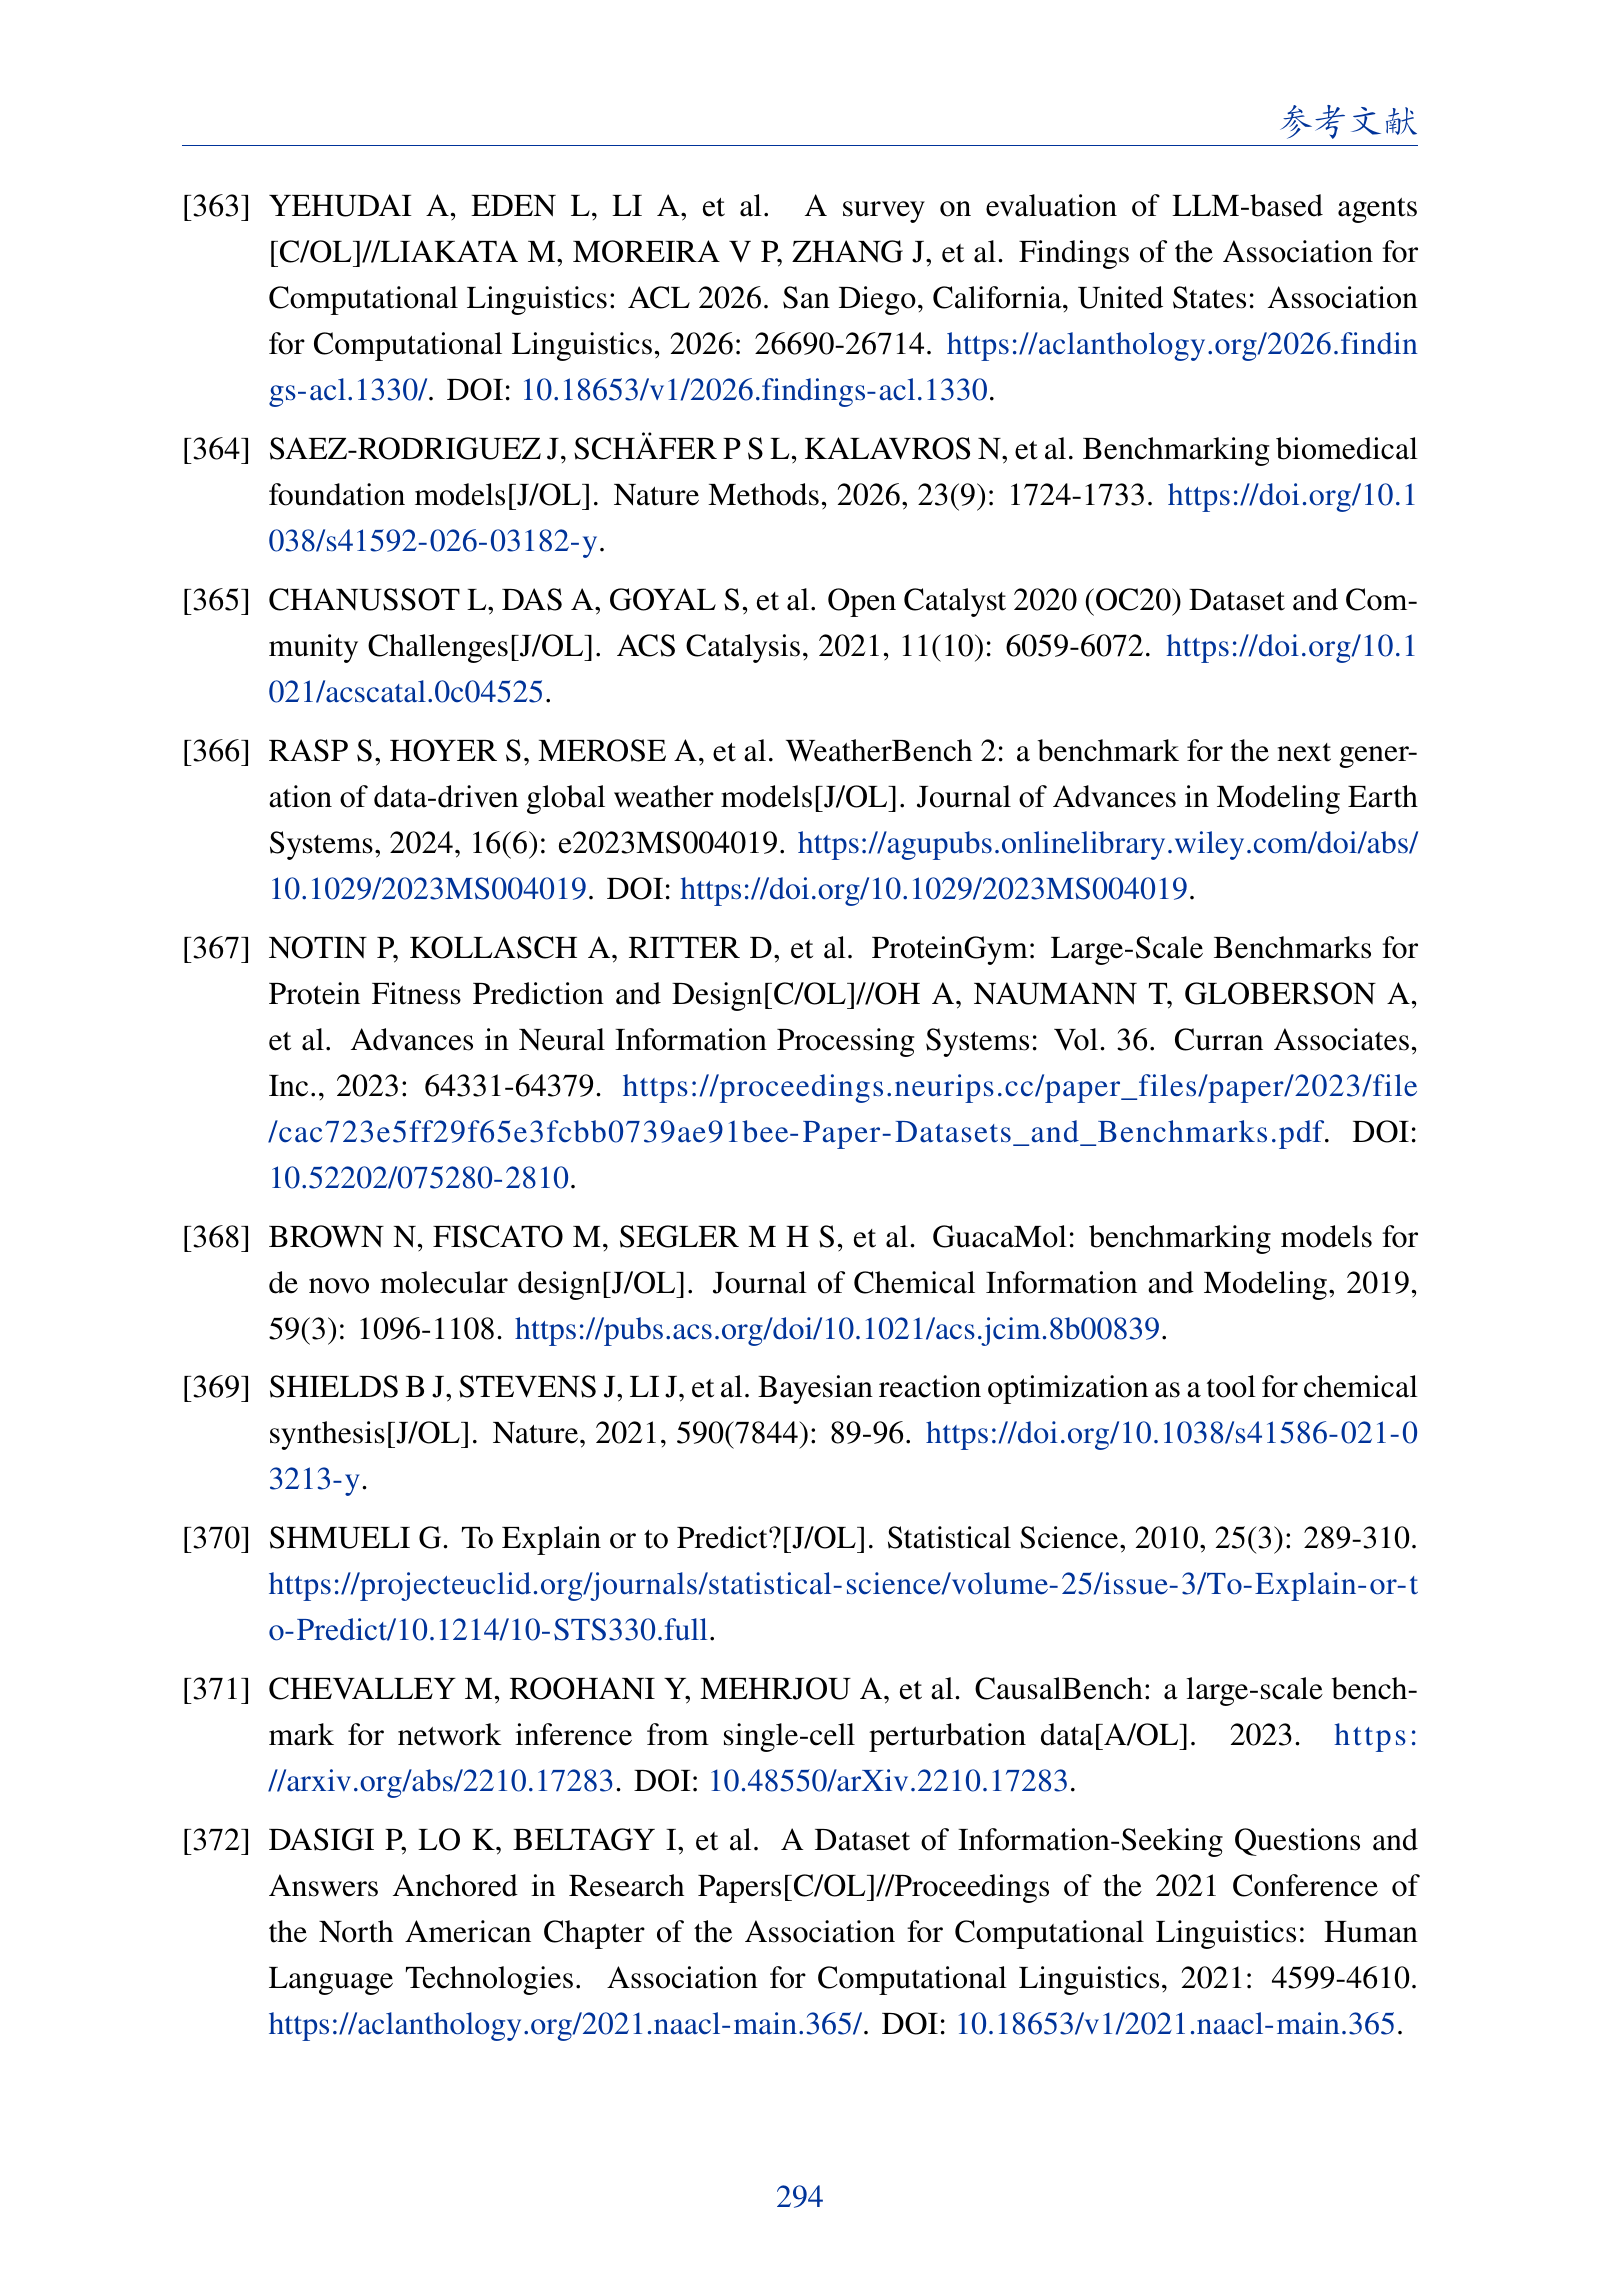 参考文献
[363] YEHUDAI A, EDEN L, LI A, et al. A survey on evaluation of LLM-based agents
[C/OL]//LIAKATA M, MOREIRA V P, ZHANG J, et al. Findings of the Association for
Computational Linguistics: ACL 2026. San Diego, California, United States: Association
for Computational Linguistics, 2026: 26690-26714. https://aclanthology.org/2026.findin
gs-acl.1330/. DOI: 10.18653/v1/2026.findings-acl.1330.
[364] SAEZ-RODRIGUEZ J, SCHÄFER P S L, KALAVROS N, et al. Benchmarking biomedical
foundation models[J/OL]. Nature Methods, 2026, 23(9): 1724-1733. https://doi.org/10.1
038/s41592-026-03182-y.
[365] CHANUSSOT L, DAS A, GOYAL S, et al. Open Catalyst 2020 (OC20) Dataset and Com-
munity Challenges[J/OL]. ACS Catalysis, 2021, 11(10): 6059-6072. https://doi.org/10.1
021/acscatal.0c04525.
[366] RASP S, HOYER S, MEROSE A, et al. WeatherBench 2: a benchmark for the next gener-
ation of data-driven global weather models[J/OL]. Journal of Advances in Modeling Earth
Systems, 2024, 16(6): e2023MS004019. https://agupubs.onlinelibrary.wiley.com/doi/abs/
10.1029/2023MS004019. DOI: https://doi.org/10.1029/2023MS004019.
[367] NOTIN P, KOLLASCH A, RITTER D, et al. ProteinGym: Large-Scale Benchmarks for
Protein Fitness Prediction and Design[C/OL]//OH A, NAUMANN T, GLOBERSON A,
et al. Advances in Neural Information Processing Systems: Vol. 36. Curran Associates,
Inc., 2023: 64331-64379. https://proceedings.neurips.cc/paper_files/paper/2023/file
/cac723e5ff29f65e3fcbb0739ae91bee-Paper-Datasets_and_Benchmarks.pdf. DOI:
10.52202/075280-2810.
[368] BROWN N, FISCATO M, SEGLER M H S, et al. GuacaMol: benchmarking models for
de novo molecular design[J/OL]. Journal of Chemical Information and Modeling, 2019,
59(3): 1096-1108. https://pubs.acs.org/doi/10.1021/acs.jcim.8b00839.
[369] SHIELDS B J, STEVENS J, LI J, et al. Bayesian reaction optimization as a tool for chemical
synthesis[J/OL]. Nature, 2021, 590(7844): 89-96. https://doi.org/10.1038/s41586-021-0
3213-y.
[370] SHMUELI G. To Explain or to Predict?[J/OL]. Statistical Science, 2010, 25(3): 289-310.
https://projecteuclid.org/journals/statistical-science/volume-25/issue-3/To-Explain-or-t
o-Predict/10.1214/10-STS330.full.
[371] CHEVALLEY M, ROOHANI Y, MEHRJOU A, et al. CausalBench: a large-scale bench-
mark for network inference from single-cell perturbation data[A/OL]. 2023. https:
//arxiv.org/abs/2210.17283. DOI: 10.48550/arXiv.2210.17283.
[372] DASIGI P, LO K, BELTAGY I, et al. A Dataset of Information-Seeking Questions and
Answers Anchored in Research Papers[C/OL]//Proceedings of the 2021 Conference of
the North American Chapter of the Association for Computational Linguistics: Human
Language Technologies. Association for Computational Linguistics, 2021: 4599-4610.
https://aclanthology.org/2021.naacl-main.365/. DOI: 10.18653/v1/2021.naacl-main.365.
294